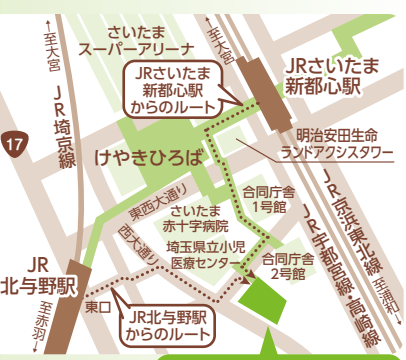 ←至大宮
さいたま
スーパーアリーナ
←至大宮
JRさいたま
新都心駅
からのルート
JRさいたま
新都心駅
17
JR埼京線
けやきひろば
明治安田生命
ランドアクシスタワー
東西大通り
西大通り
さいたま
赤十字病院
合同庁舎
1号館
埼玉県立小児
医療センター
合同庁舎
2号館
JR京浜東北線
JR宇都宮線・高崎線
至浦和→
JR
北与野駅
東口
至赤羽→
JR北与野駅
からのルート